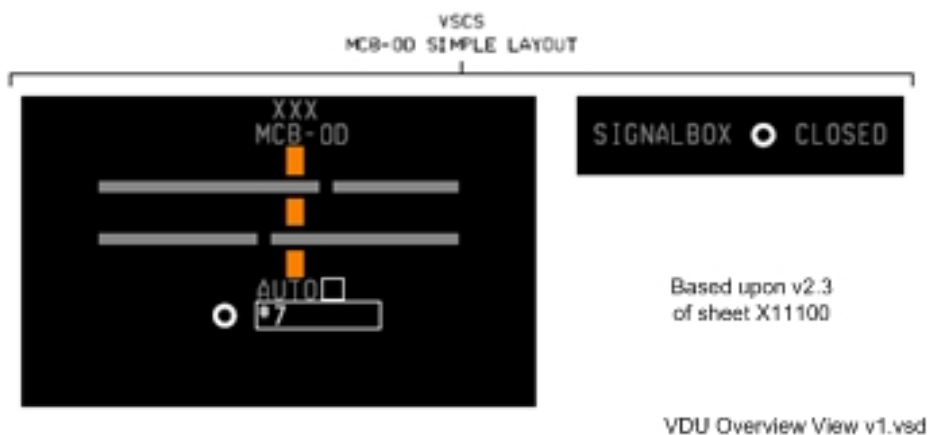 VSCS
MCB-OD SIMPLE LAYOUT
XXX
MCB-OD
SIGNALBOX CLOSED
AUTO
*7
Based upon v2.3
of sheet X11100
VDU Overview View v1.vsd